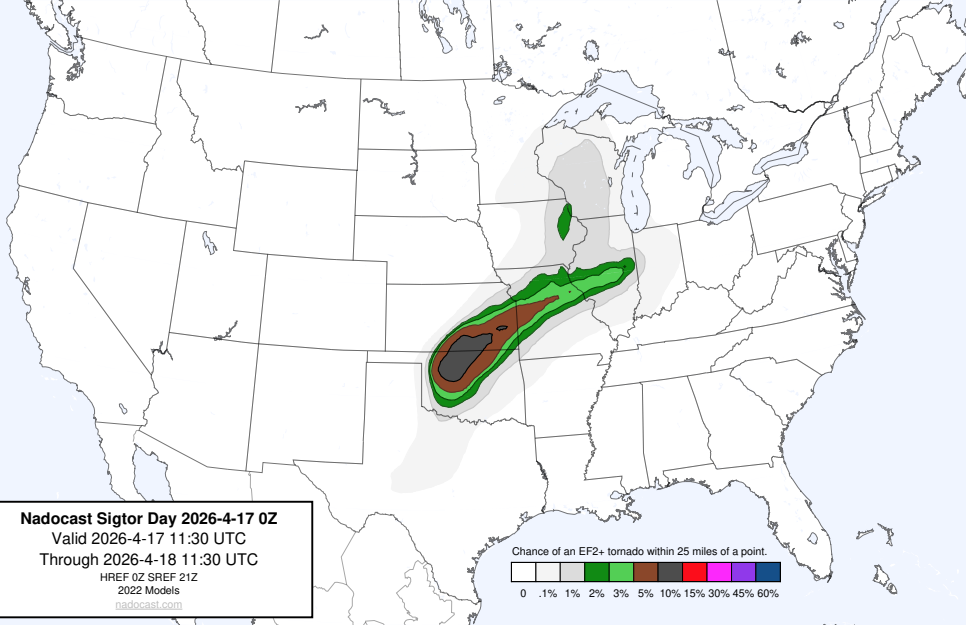 Nadocast Sigtor Day 2026-4-17 0Z
Valid 2026-4-17 11:30 UTC
Through 2026-4-18 11:30 UTC
HREF 0Z SREF 21Z
2022 Models
nadocast.com
Chance of an EF2+ tornado within 25 miles of a point.
0 .1% 1% 2% 3% 5% 10% 15% 30% 45% 60%